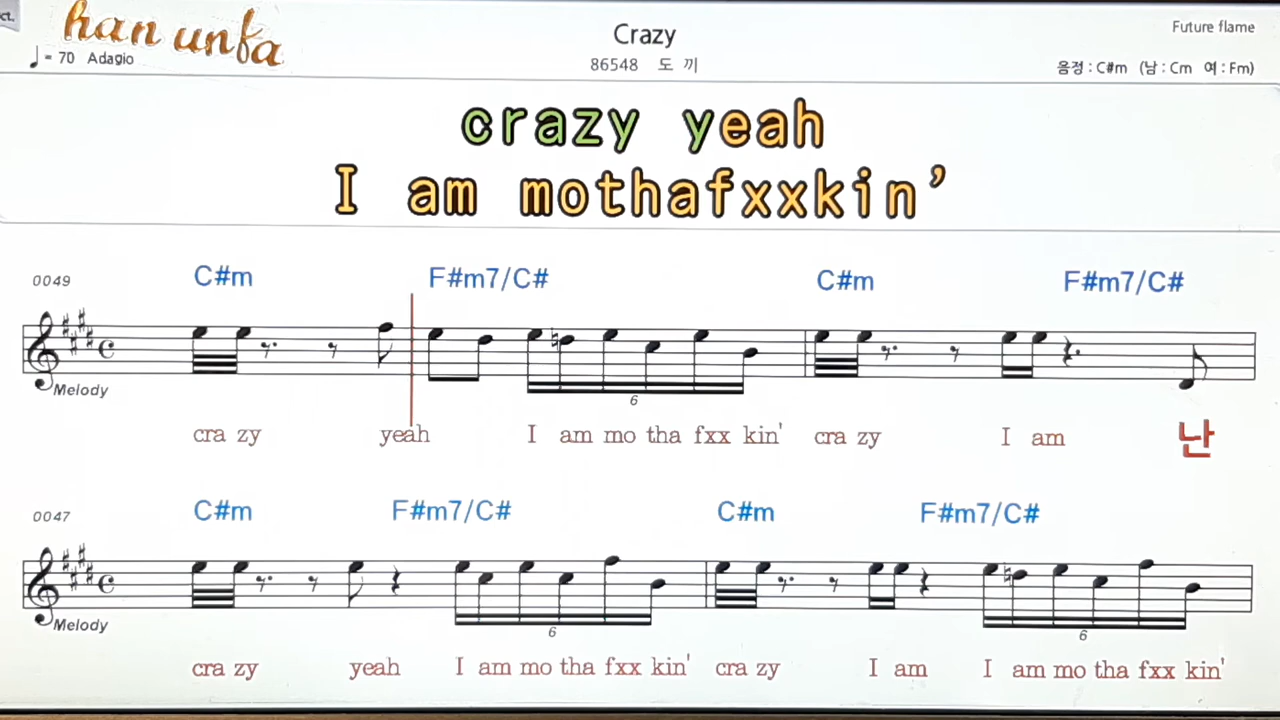 ct.
han unfa
Crazy
Future flame
♩ = 70 Adagio
86548 도 끼
음정 : C#m (남 : Cm 여 : Fm)
crazy yeah
I am mothafxxkin’
0049
C#m F#m7/C# C#m F#m7/C#
Melody
6
cra zy yeah I am mo tha fxx kin' cra zy I am 난
0047
C#m F#m7/C# C#m F#m7/C#
Melody
6 6
cra zy yeah I am mo tha fxx kin' cra zy I am I am mo tha fxx kin'